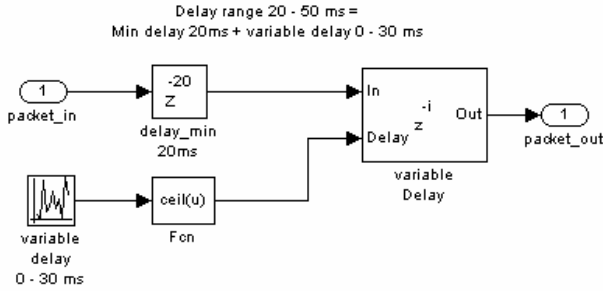 Delay range 20 - 50 ms =
Min delay 20ms + variable delay 0 - 30 ms
1
packet_in
-20
Z
delay_min
20ms
In
Delay
-i
z
Out
variable
Delay
1
packet_out
variable
delay
0 - 30 ms
ceil(u)
Fcn